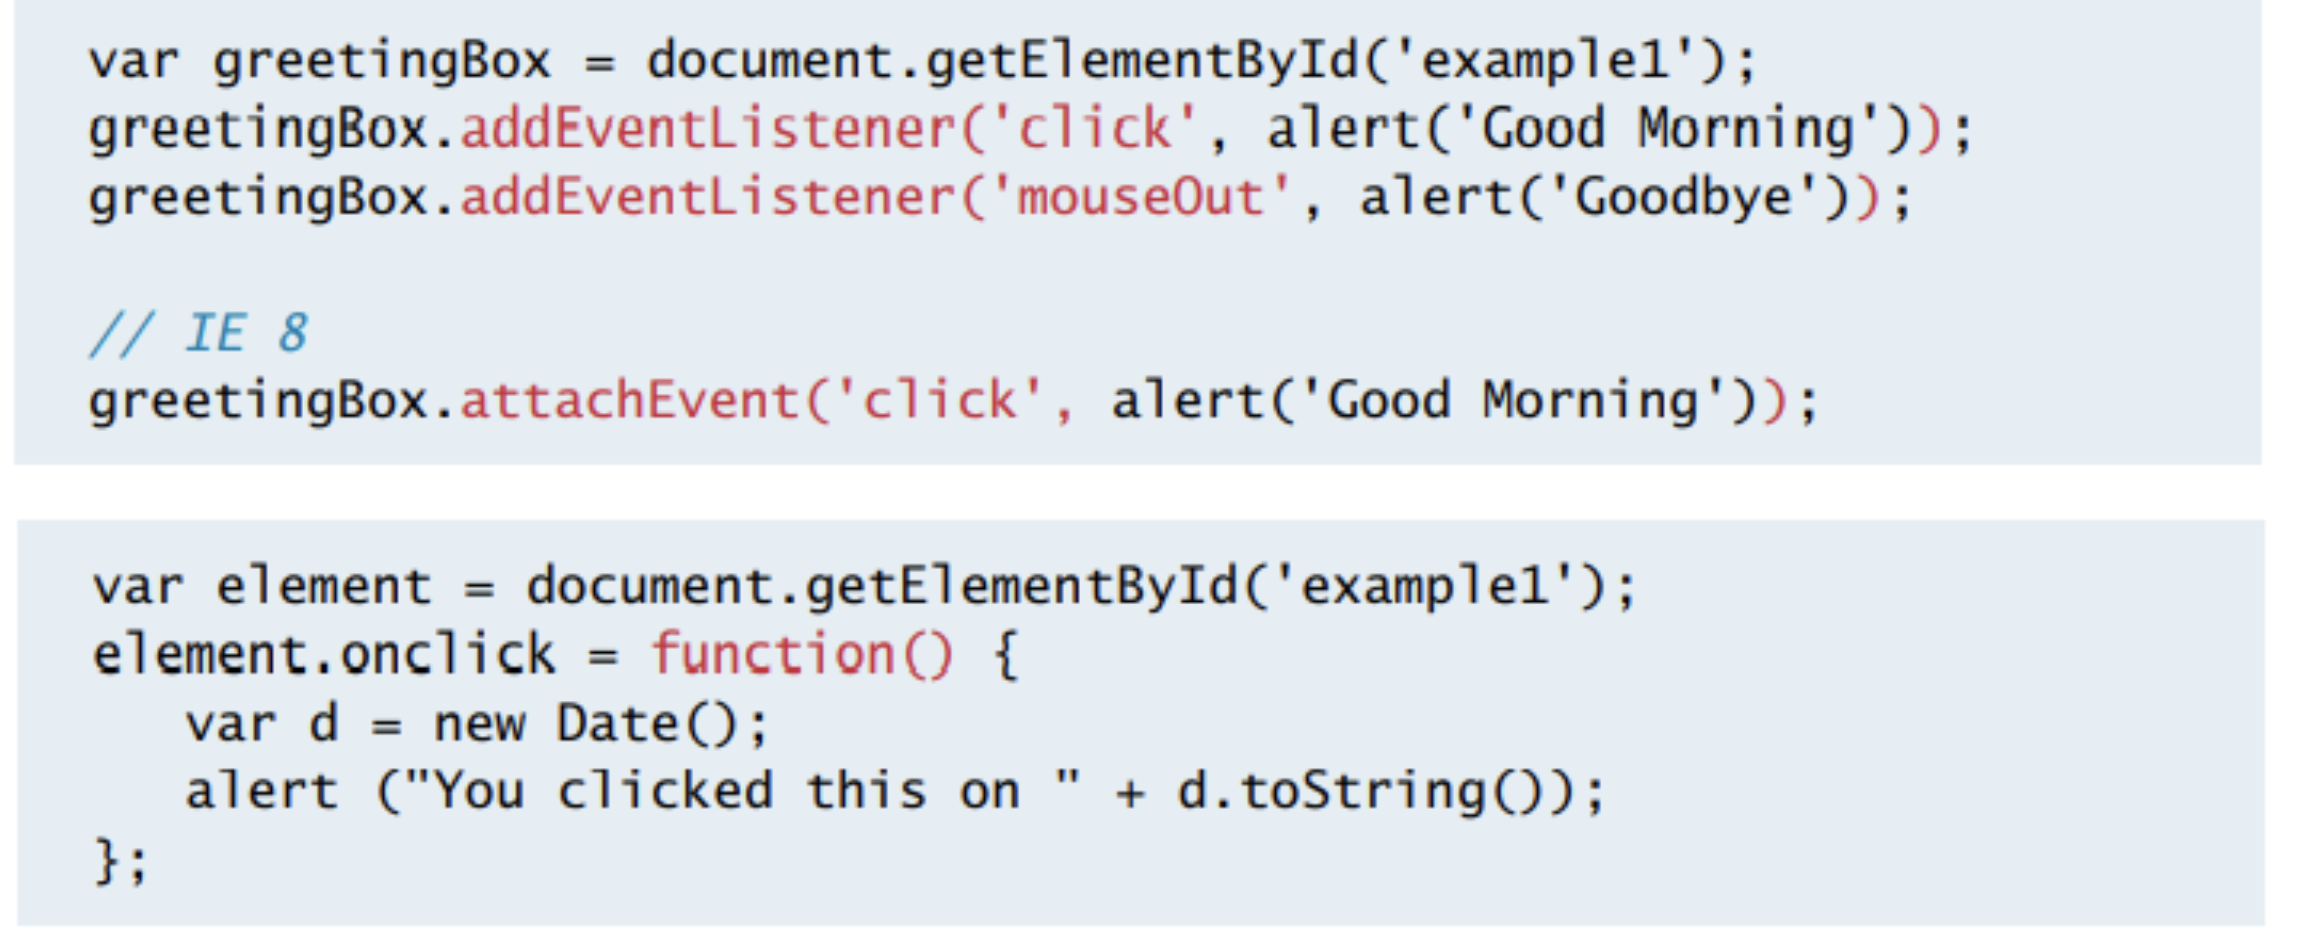 var greetingBox = document.getElementById('example1');
greetingBox.addEventListener('click', alert('Good Morning'));
greetingBox.addEventListener('mouseOut', alert('Goodbye'));
// IE 8
greetingBox.attachEvent('click', alert('Good Morning'));
var element = document.getElementById('example1');
element.onclick = function() {
var d = new Date();
alert ("You clicked this on " + d.toString());
};